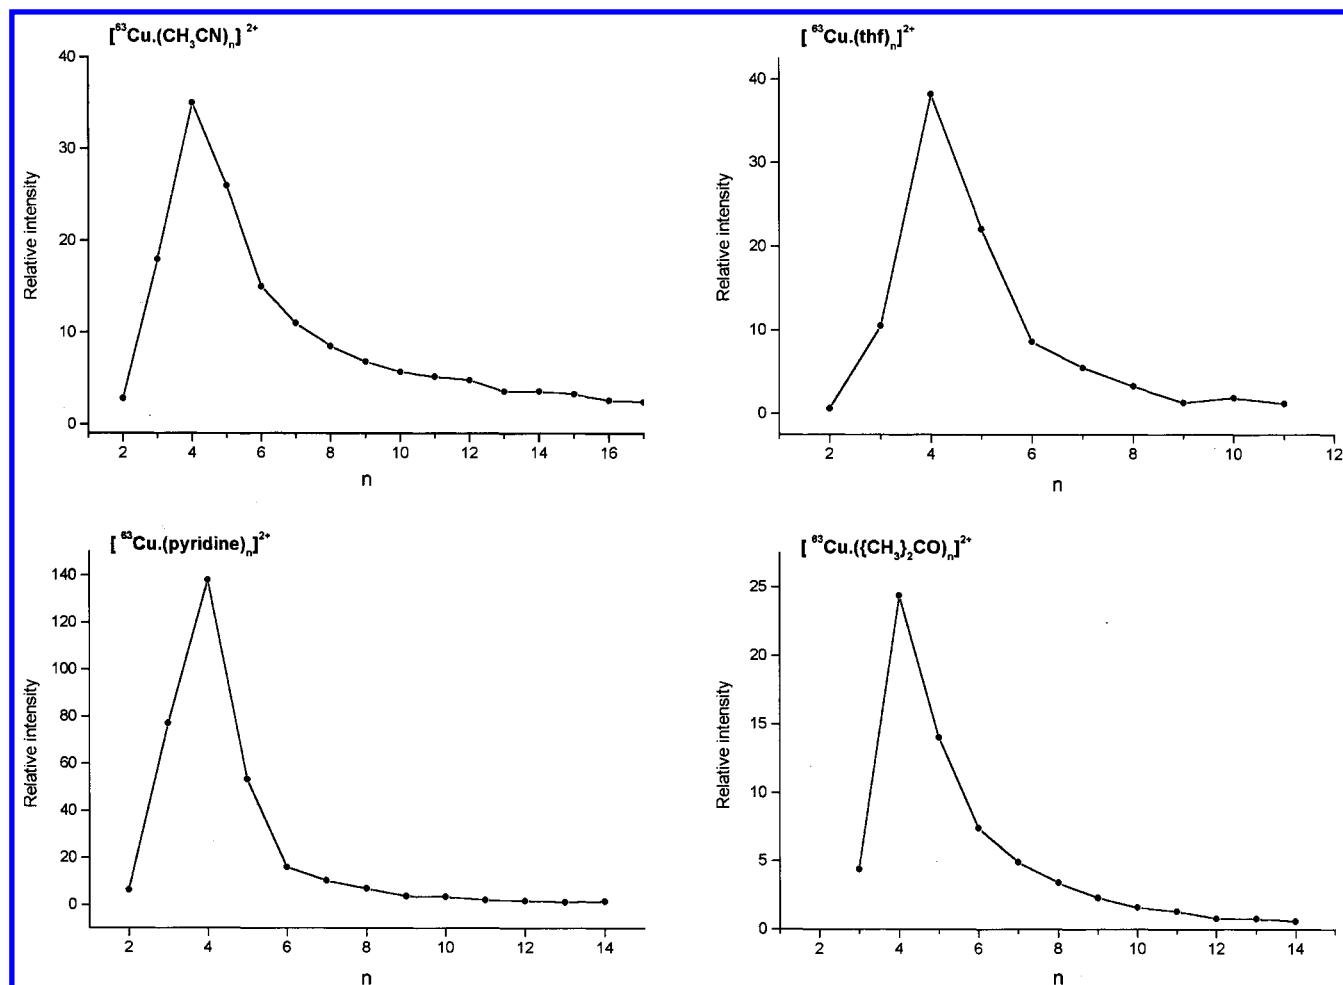 [⁶³Cu.(CH₃CN)ₙ] ²⁺
40
30
20
10
0
Relative intensity
2 4 6 8 10 12 14 16
n
[ ⁶³Cu.(thf)ₙ]²⁺
40
30
20
10
0
Relative intensity
2 4 6 8 10 12
n
[ ⁶³Cu.(pyridine)ₙ]²⁺
140
120
100
80
60
40
20
0
Relative intensity
2 4 6 8 10 12 14
n
[ ⁶³Cu.({CH₃}₂CO)ₙ]²⁺
25
20
15
10
5
0
Relative intensity
2 4 6 8 10 12 14
n